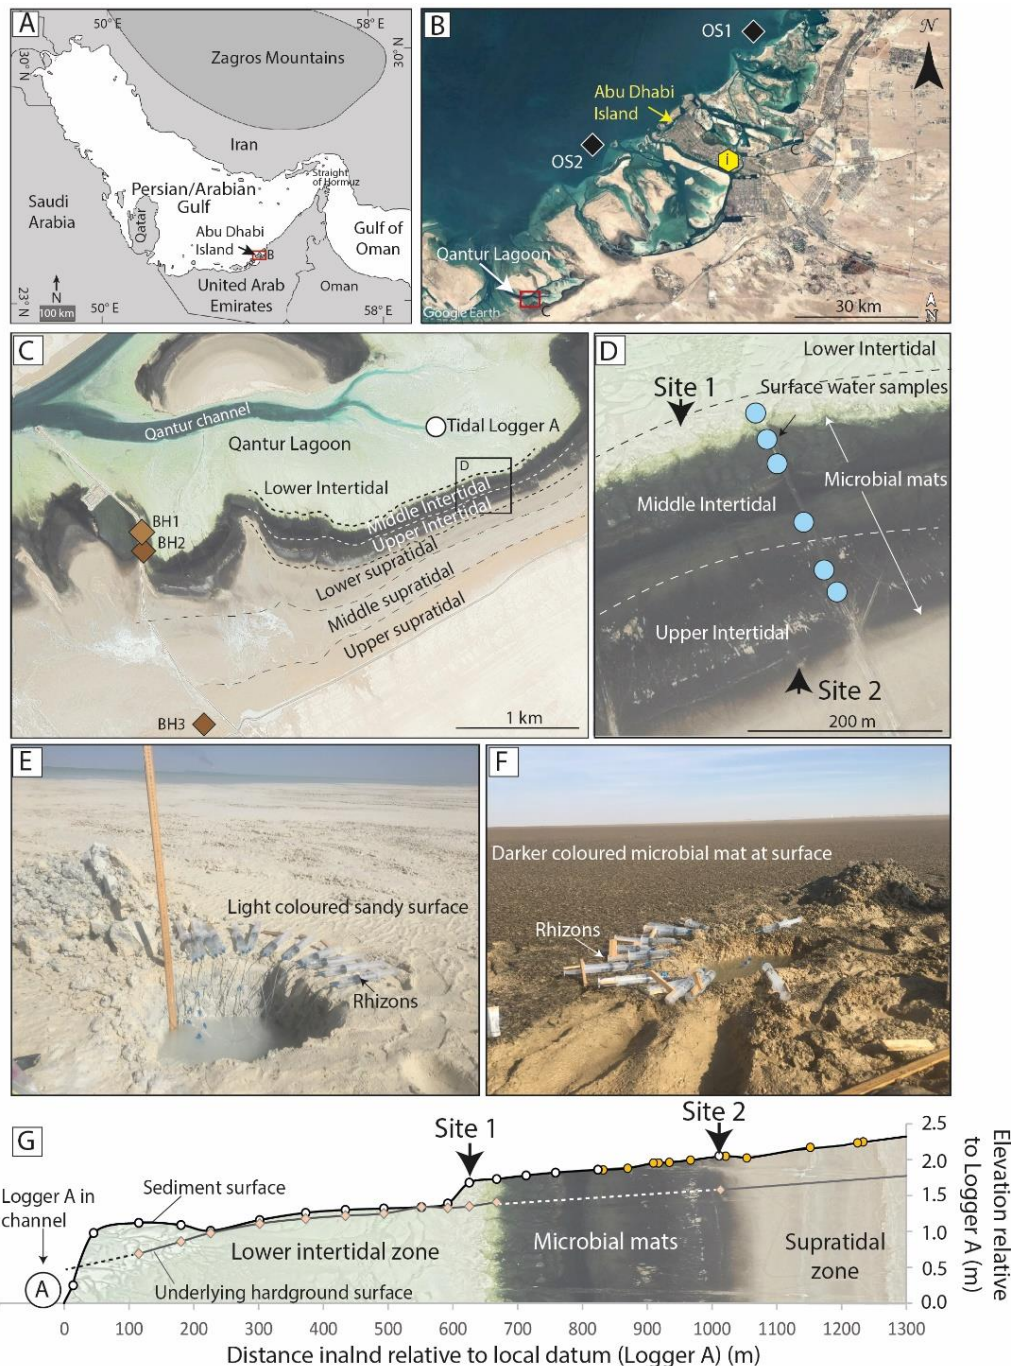 A
50° E
58° E
30° N
30° N
Zagros Mountains
Iran
Straight
of Hormuz
Persian/Arabian
Gulf
Saudi
Arabia
Qatar
Abu Dhabi
Island
B
Gulf of
Oman
United Arab
Emirates
Oman
N
100 km
23° N
50° E
58° E
B
OS1
N
Abu Dhabi
Island
i
C
OS2
Qantur Lagoon
C
Google Earth
30 km
N
C
Qantur channel
Tidal Logger A
Qantur Lagoon
D
Lower Intertidal
Middle Intertidal
Upper Intertidal
BH1
BH2
Lower supratidal
Middle supratidal
Upper supratidal
BH3
1 km
D
Lower Intertidal
Site 1
Surface water samples
Microbial mats
Middle Intertidal
Upper Intertidal
Site 2
200 m
E
Light coloured sandy surface
Rhizons
F
Darker coloured microbial mat at surface
Rhizons
G
Site 1
Site 2
Logger A in
channel
Sediment surface
A
Lower intertidal zone
Microbial mats
Supratidal
zone
Underlying hardground surface
2.5
2.0
1.5
1.0
0.5
0.0
Elevation relative
to Logger A (m)
0 100 200 300 400 500 600 700 800 900 1000 1100 1200 1300
Distance inalnd relative to local datum (Logger A) (m)